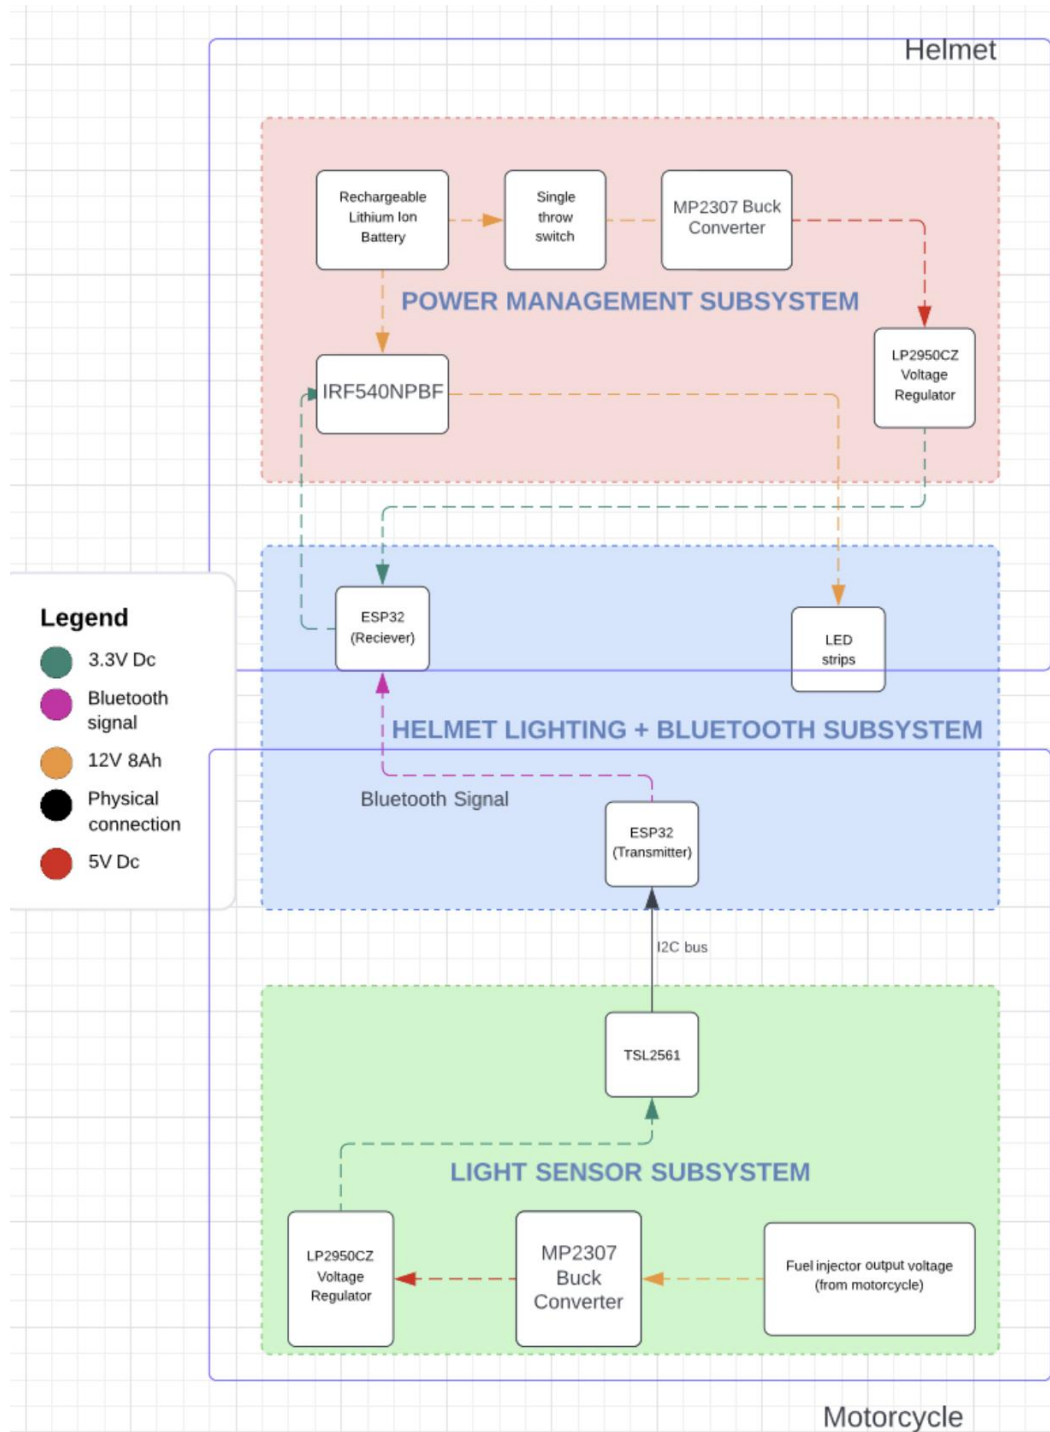 Helmet
Rechargeable
Lithium Ion
Battery
Single
throw
switch
MP2307 Buck
Converter
POWER MANAGEMENT SUBSYSTEM
LP2950CZ
Voltage
Regulator
IRF540NPBF
Legend
3.3V Dc
Bluetooth
signal
12V 8Ah
Physical
connection
5V Dc
ESP32
(Reciever)
LED
strips
HELMET LIGHTING + BLUETOOTH SUBSYSTEM
Bluetooth Signal
ESP32
(Transmitter)
I2C bus
TSL2561
LIGHT SENSOR SUBSYSTEM
LP2950CZ
Voltage
Regulator
MP2307
Buck
Converter
Fuel injector output voltage
(from motorcycle)
Motorcycle